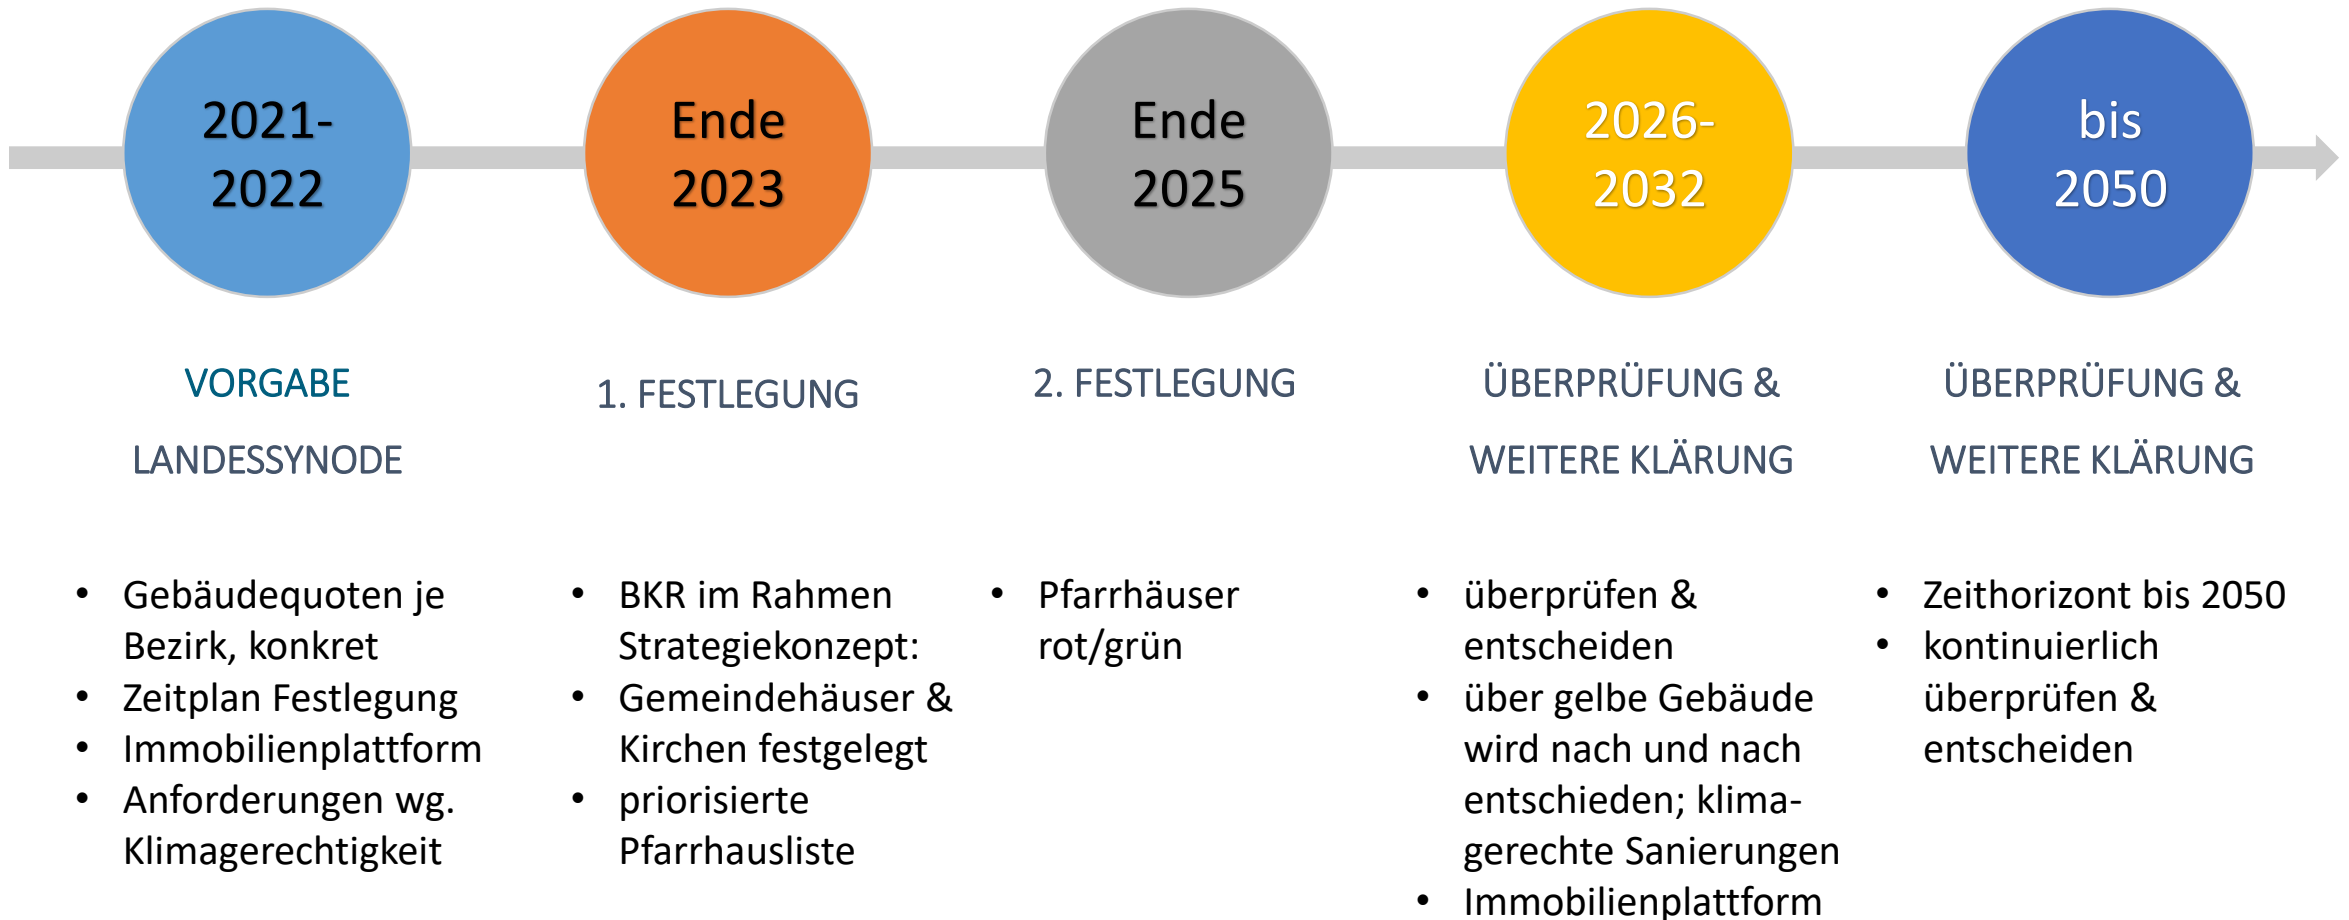 2021-
2022
Ende
2023
Ende
2025
2026-
2032
bis
2050
VORGABE
LANDESSYNODE
1. FESTLEGUNG
2. FESTLEGUNG
ÜBERPRÜFUNG &
WEITERE KLÄRUNG
ÜBERPRÜFUNG &
WEITERE KLÄRUNG
• Gebäudequoten je
Bezirk, konkret
• Zeitplan Festlegung
• Immobilienplattform
• Anforderungen wg.
Klimagerechtigkeit
• BKR im Rahmen
Strategiekonzept:
• Gemeindehäuser &
Kirchen festgelegt
• priorisierte
Pfarrhausliste
• Pfarrhäuser
rot/grün
• überprüfen &
entscheiden
• über gelbe Gebäude
wird nach und nach
entschieden; klima-
gerechte Sanierungen
• Immobilienplattform
• Zeithorizont bis 2050
• kontinuierlich
überprüfen &
entscheiden